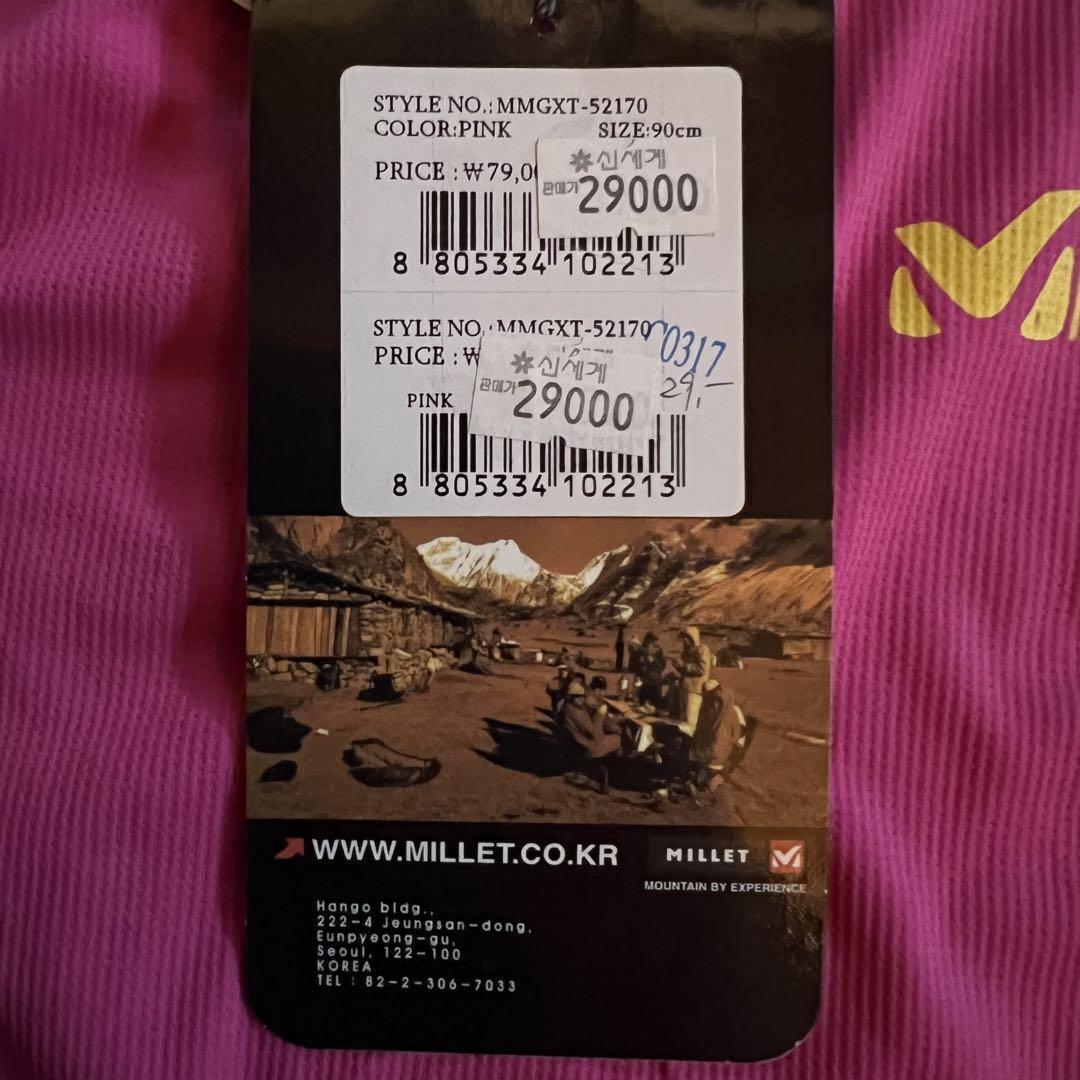 STYLE NO.:MMGXT-52170
COLOR:PINK SIZE:90cm
PRICE : ₩79,0
신세계
판매가 29000
8 805334 102213
STYLE NO.:MMGXT-52170
PRICE : ₩
0317
29,—
신세계
판매가 29000
PINK
8 805334 102213
WWW.MILLET.CO.KR
MILLET
MOUNTAIN BY EXPERIENCE
Hango bldg.,
222-4 Jeungsan-dong,
Eunpyeong-gu,
Seoul, 122-100
KOREA
TEL : 82-2-306-7033